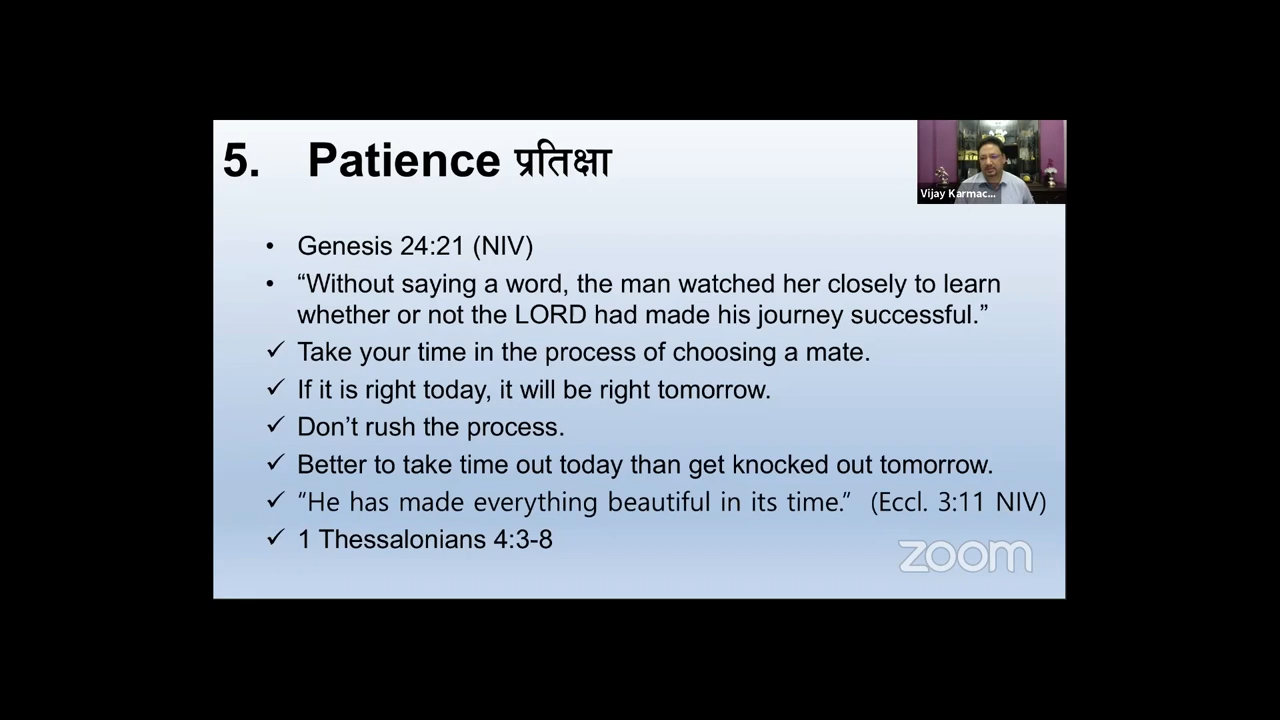 5. Patience प्रतिक्षा
Vijay Karmac...
• Genesis 24:21 (NIV)
• “Without saying a word, the man watched her closely to learn
whether or not the LORD had made his journey successful.”
✓ Take your time in the process of choosing a mate.
✓ If it is right today, it will be right tomorrow.
✓ Don’t rush the process.
✓ Better to take time out today than get knocked out tomorrow.
✓ “He has made everything beautiful in its time.” (Eccl. 3:11 NIV)
✓ 1 Thessalonians 4:3-8
zoom